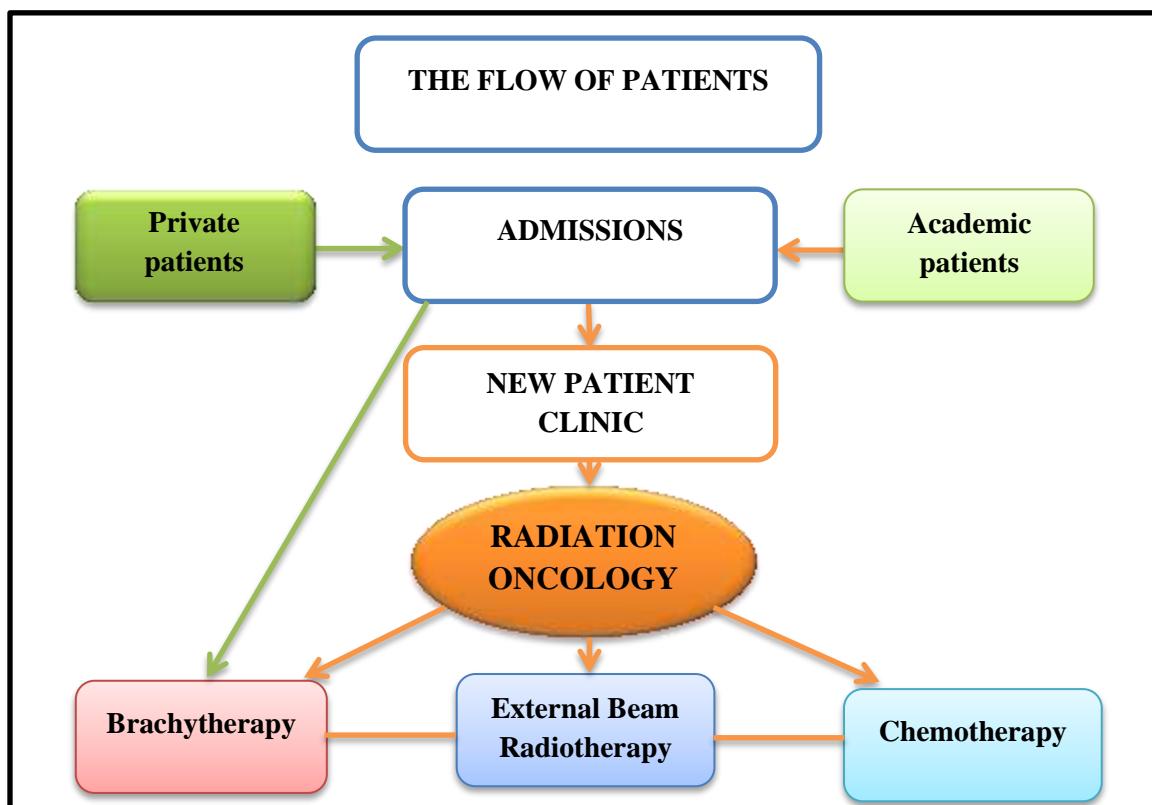 THE FLOW OF PATIENTS
Private
patients
ADMISSIONS
Academic
patients
NEW PATIENT
CLINIC
RADIATION
ONCOLOGY
Brachytherapy
External Beam
Radiotherapy
Chemotherapy